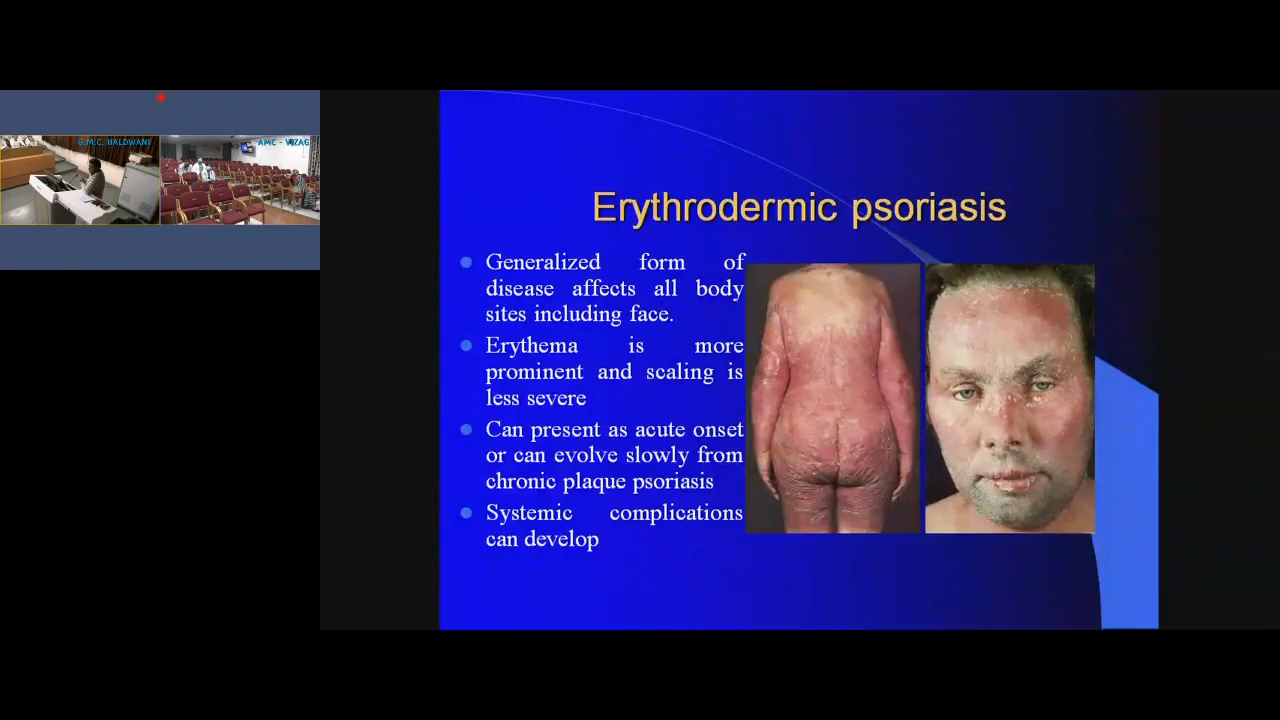 G.M.C. HALDWANI
AMC - VIZAG
Erythrodermic psoriasis
Generalized form of
disease affects all body
sites including face.
Erythema is more
prominent and scaling is
less severe
Can present as acute onset
or can evolve slowly from
chronic plaque psoriasis
Systemic complications
can develop